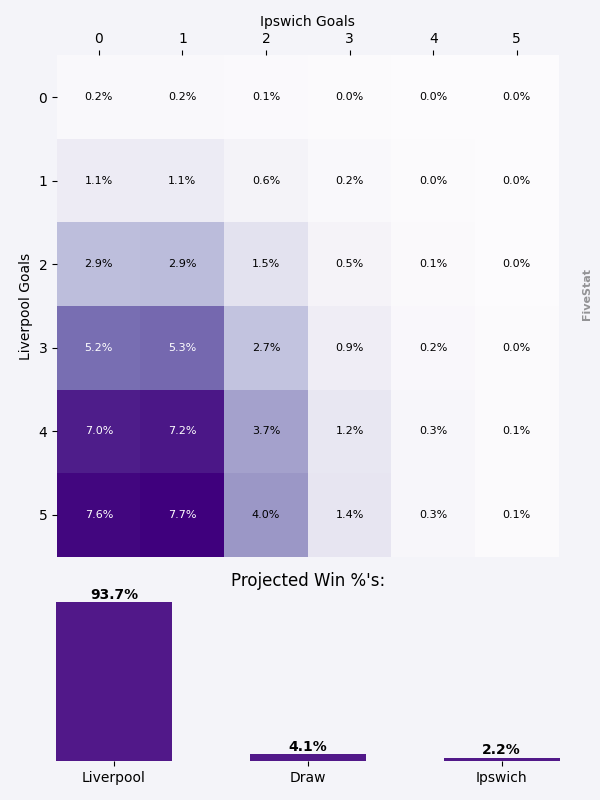 Ipswich Goals
0 1 2 3 4 5
Liverpool Goals
0 0.2% 0.2% 0.1% 0.0% 0.0% 0.0%
1 1.1% 1.1% 0.6% 0.2% 0.0% 0.0%
2 2.9% 2.9% 1.5% 0.5% 0.1% 0.0%
3 5.2% 5.3% 2.7% 0.9% 0.2% 0.0%
4 7.0% 7.2% 3.7% 1.2% 0.3% 0.1%
5 7.6% 7.7% 4.0% 1.4% 0.3% 0.1%
FiveStat
Projected Win %'s:
93.7% 4.1% 2.2%
Liverpool Draw Ipswich